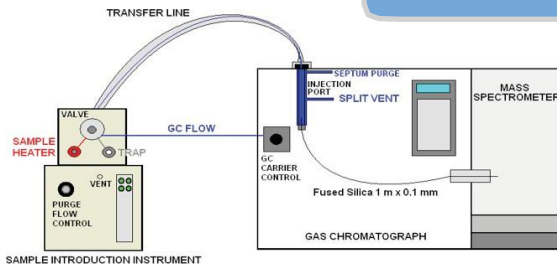 TRANSFER LINE
SEPTUM PURGE
INJECTION
PORT
SPLIT VENT
MASS
SPECTROMETER
VALVE
GC FLOW
SAMPLE
HEATER
TRAP
GC
CARRIER
CONTROL
VENT
PURGE
FLOW
CONTROL
Fused Silica 1 m x 0.1 mm
GAS CHROMATOGRAPH
SAMPLE INTRODUCTION INSTRUMENT